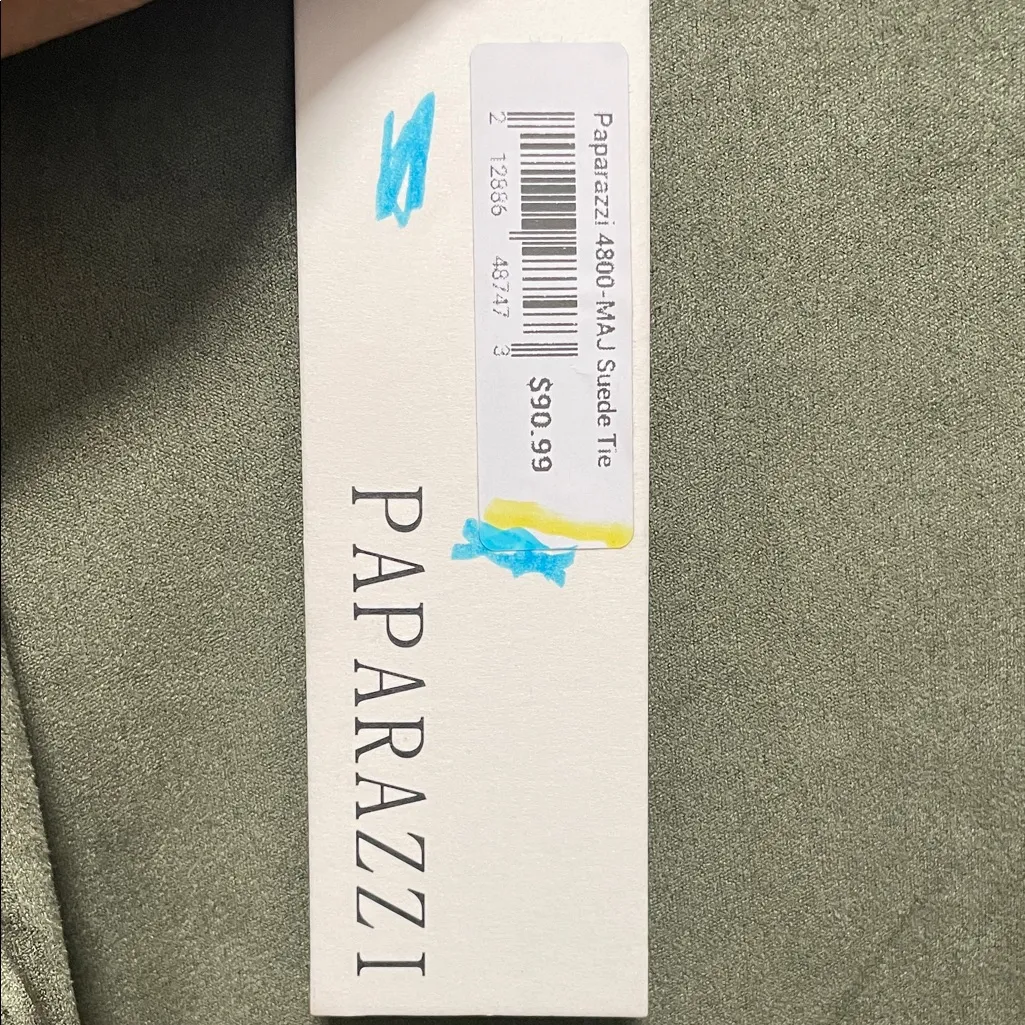 Paparazzi 4800-MAJ Suede Tie
2 12886 48747 3
$90.99
PAPARAZZI